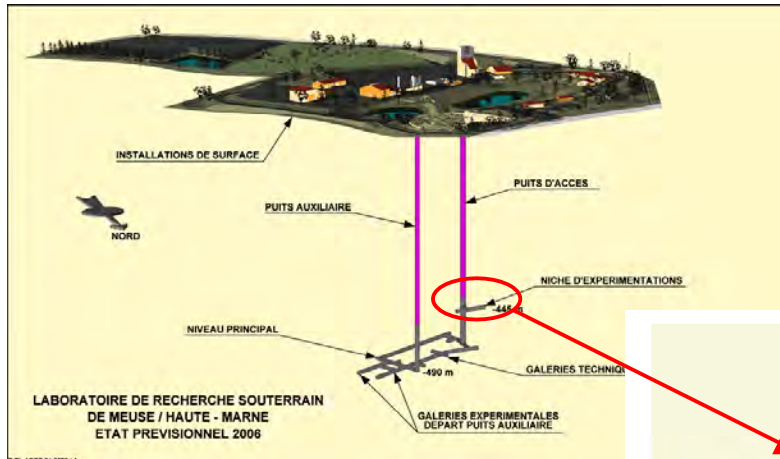 INSTALLATIONS DE SURFACE
PUITS D'ACCES
PUITS AUXILIAIRE
NORD
NICHE D'EXPERIMENTATIONS
-445 m
NIVEAU PRINCIPAL
-490 m
GALERIES TECHNIQU
LABORATOIRE DE RECHERCHE SOUTERRAIN
DE MEUSE / HAUTE - MARNE
ETAT PREVISIONNEL 2006
GALERIES EXPERIMENTALES
DEPART PUITS AUXILIAIRE